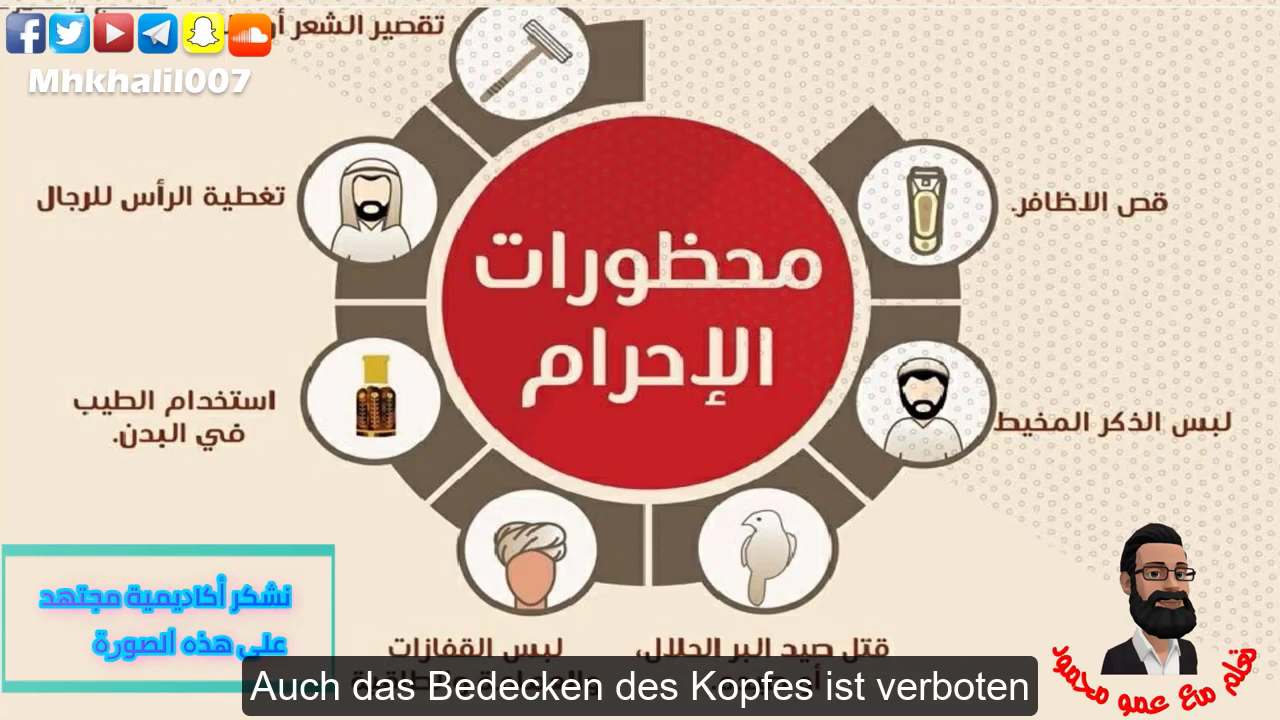 تقصير الشعر
Mhkhalil007
تغطية الرأس للرجال
قص الاظافر.
محظورات
الإحرام
استخدام الطيب
في البدن.
لبس الذكر المخيط
نشكر أكاديمية مجتهد
على هذه الصورة
لبس القفازات
قتل صيد البر الحلال،
Auch das Bedecken des Kopfes ist verboten
تعلم مع عمو محمود